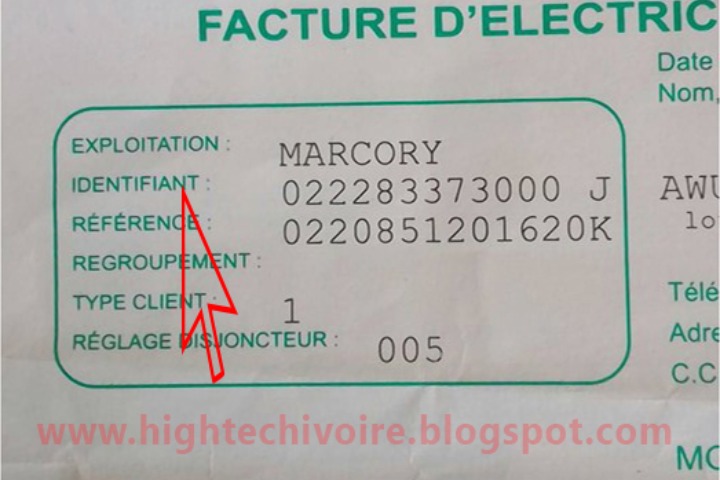 FACTURE D'ELECTRIC
Date
Nom,
EXPLOITATION : MARCORY
IDENTIFIANT : 022283373000 J
RÉFÉRENCE : 0220851201620K
REGROUPEMENT :
TYPE CLIENT : 1
RÉGLAGE DISJONCTEUR : 005
AWU
lo
Télé
Adre
C.C
www.hightechivoire.blogspot.com
MO